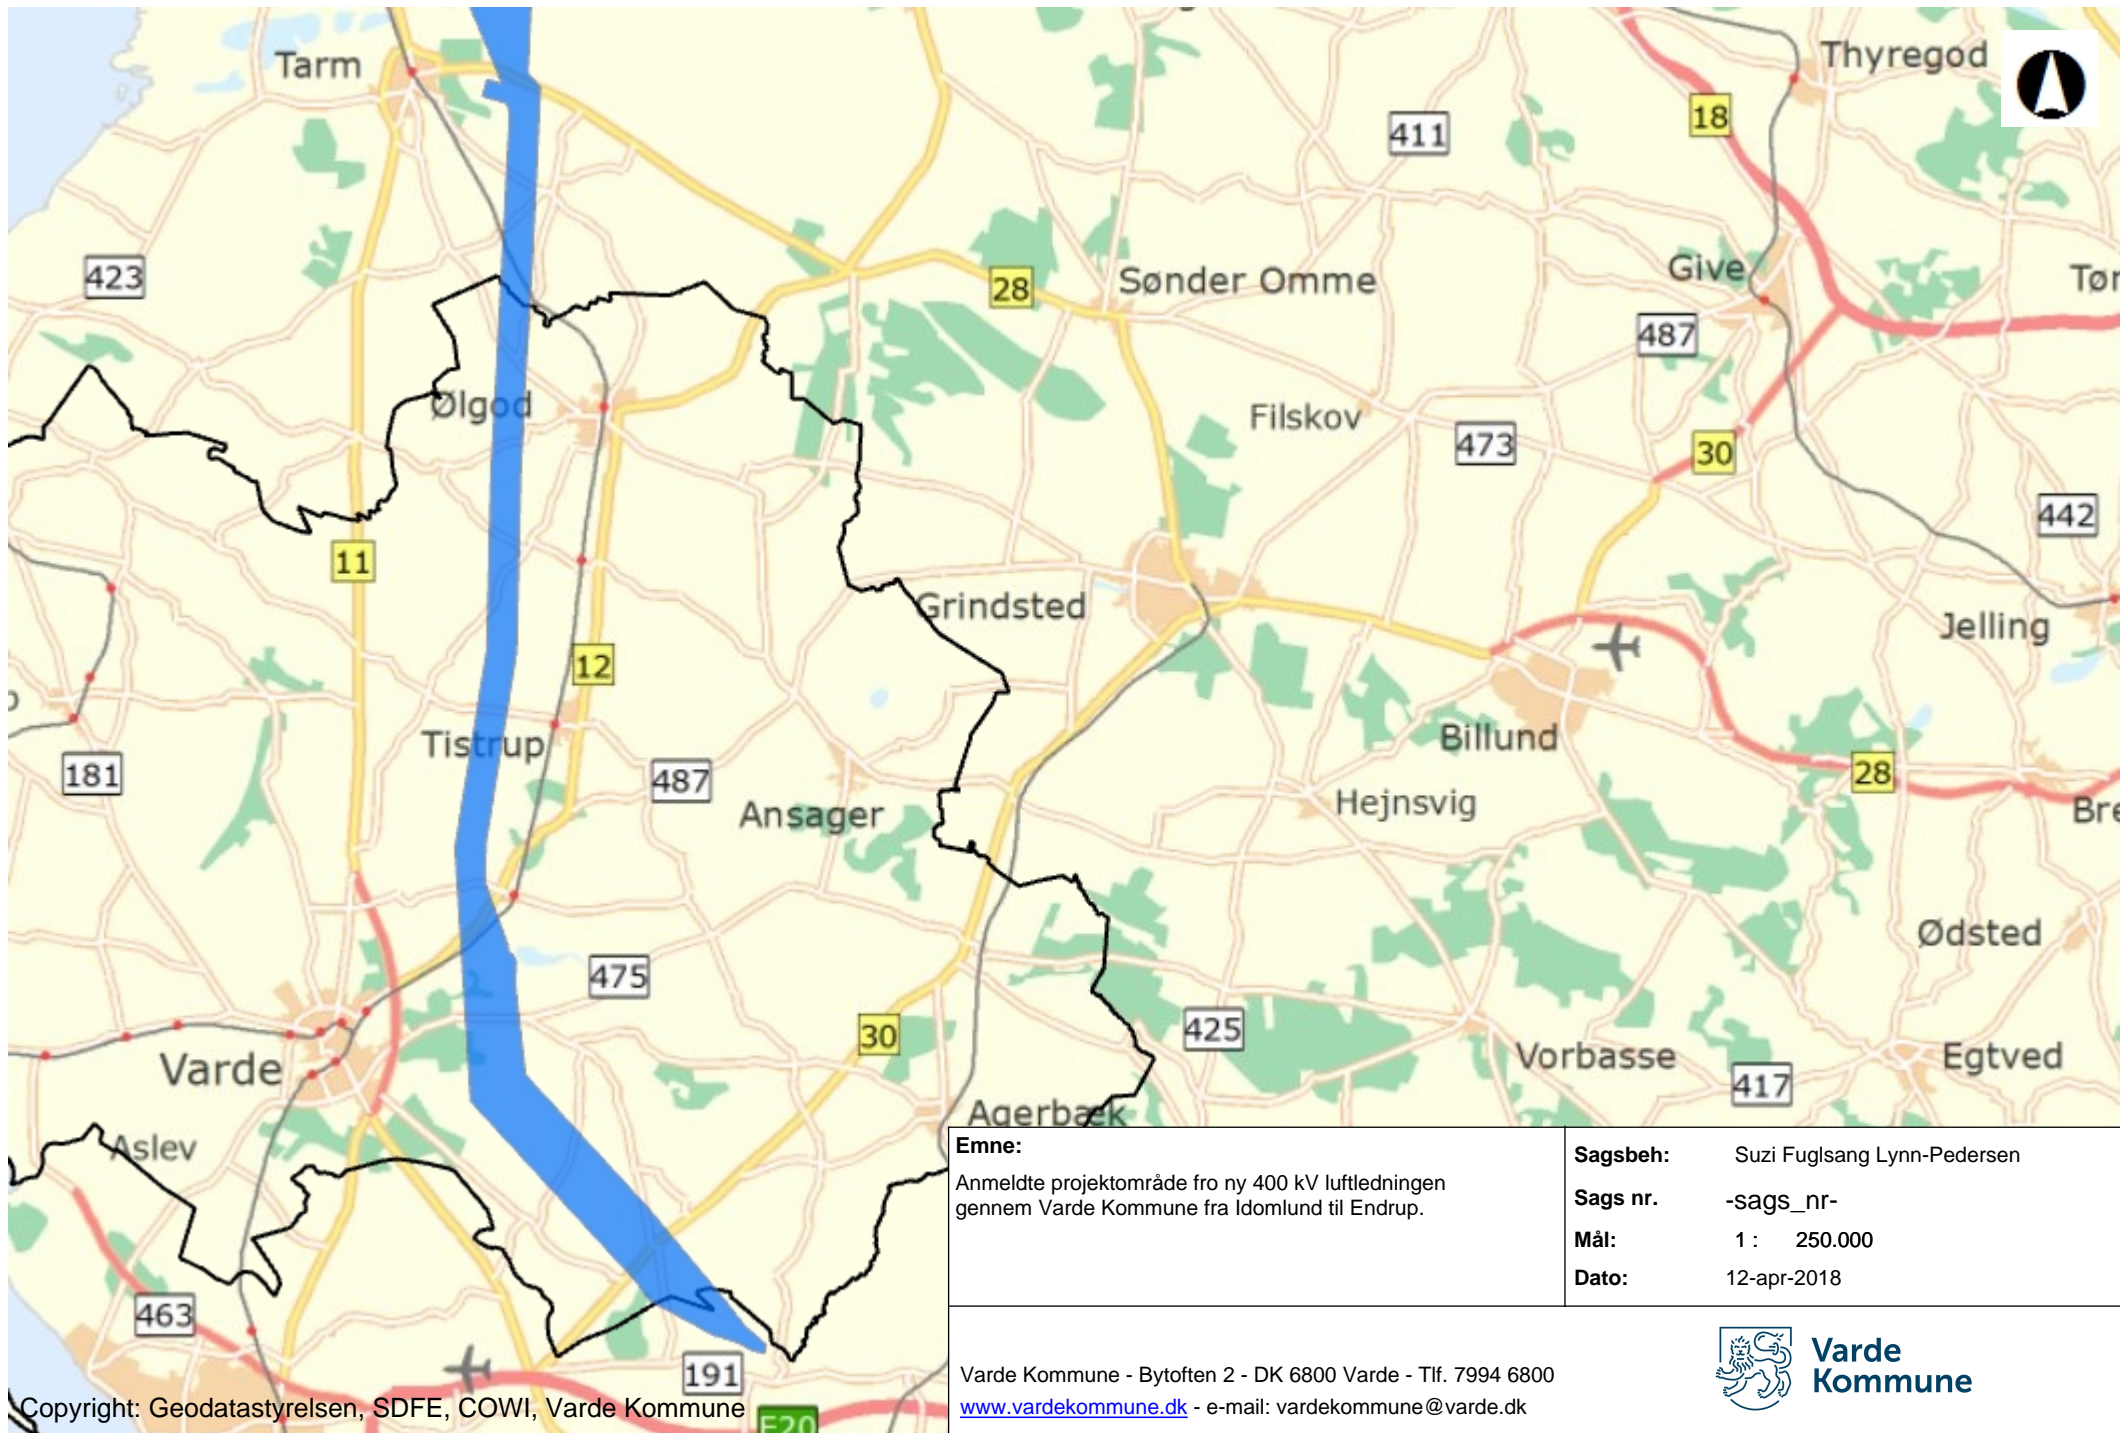 Tarm
Thyregod
18
411
423
Sønder Omme
Give
Tør
28
487
Ølgod
Filskov
473
30
442
11
Grindsted
Jelling
12
Tistrup
Billund
181
487
28
Ansager
Hejnsvig
Bre
Ødsted
475
30
425
Varde
Vorbasse
Egtved
417
Agerbæk
Aslev
463
191
E20
Copyright: Geodatastyrelsen, SDFE, COWI, Varde Kommune
Emne:
Anmeldte projektområde fro ny 400 kV luftledningen
gennem Varde Kommune fra Idomlund til Endrup.
Sagsbeh: Suzi Fuglsang Lynn-Pedersen
Sags nr. -sags_nr-
Mål: 1 : 250.000
Dato: 12-apr-2018
Varde Kommune - Bytoften 2 - DK 6800 Varde - Tlf. 7994 6800
www.vardekommune.dk - e-mail: vardekommune@varde.dk
Varde
Kommune